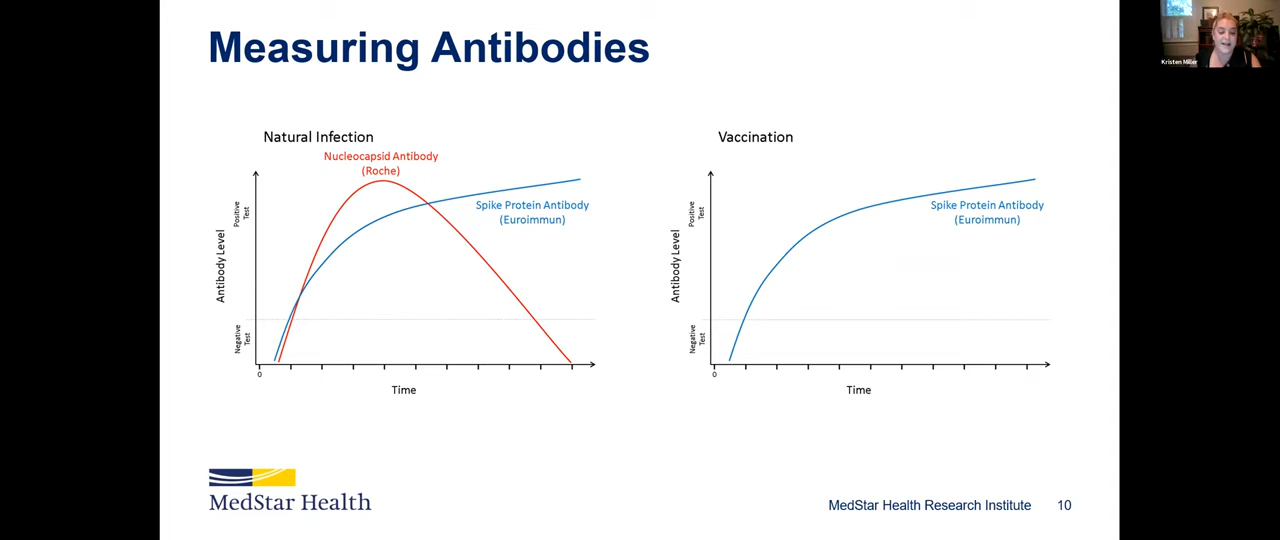 Measuring Antibodies
Kristen Miller
Natural Infection
Nucleocapsid Antibody
(Roche)
Spike Protein Antibody
(Euroimmun)
Antibody Level
Positive
Test
Negative
Test
0
Time
Vaccination
Spike Protein Antibody
(Euroimmun)
Antibody Level
Positive
Test
Negative
Test
0
Time
MedStar Health
MedStar Health Research Institute
10